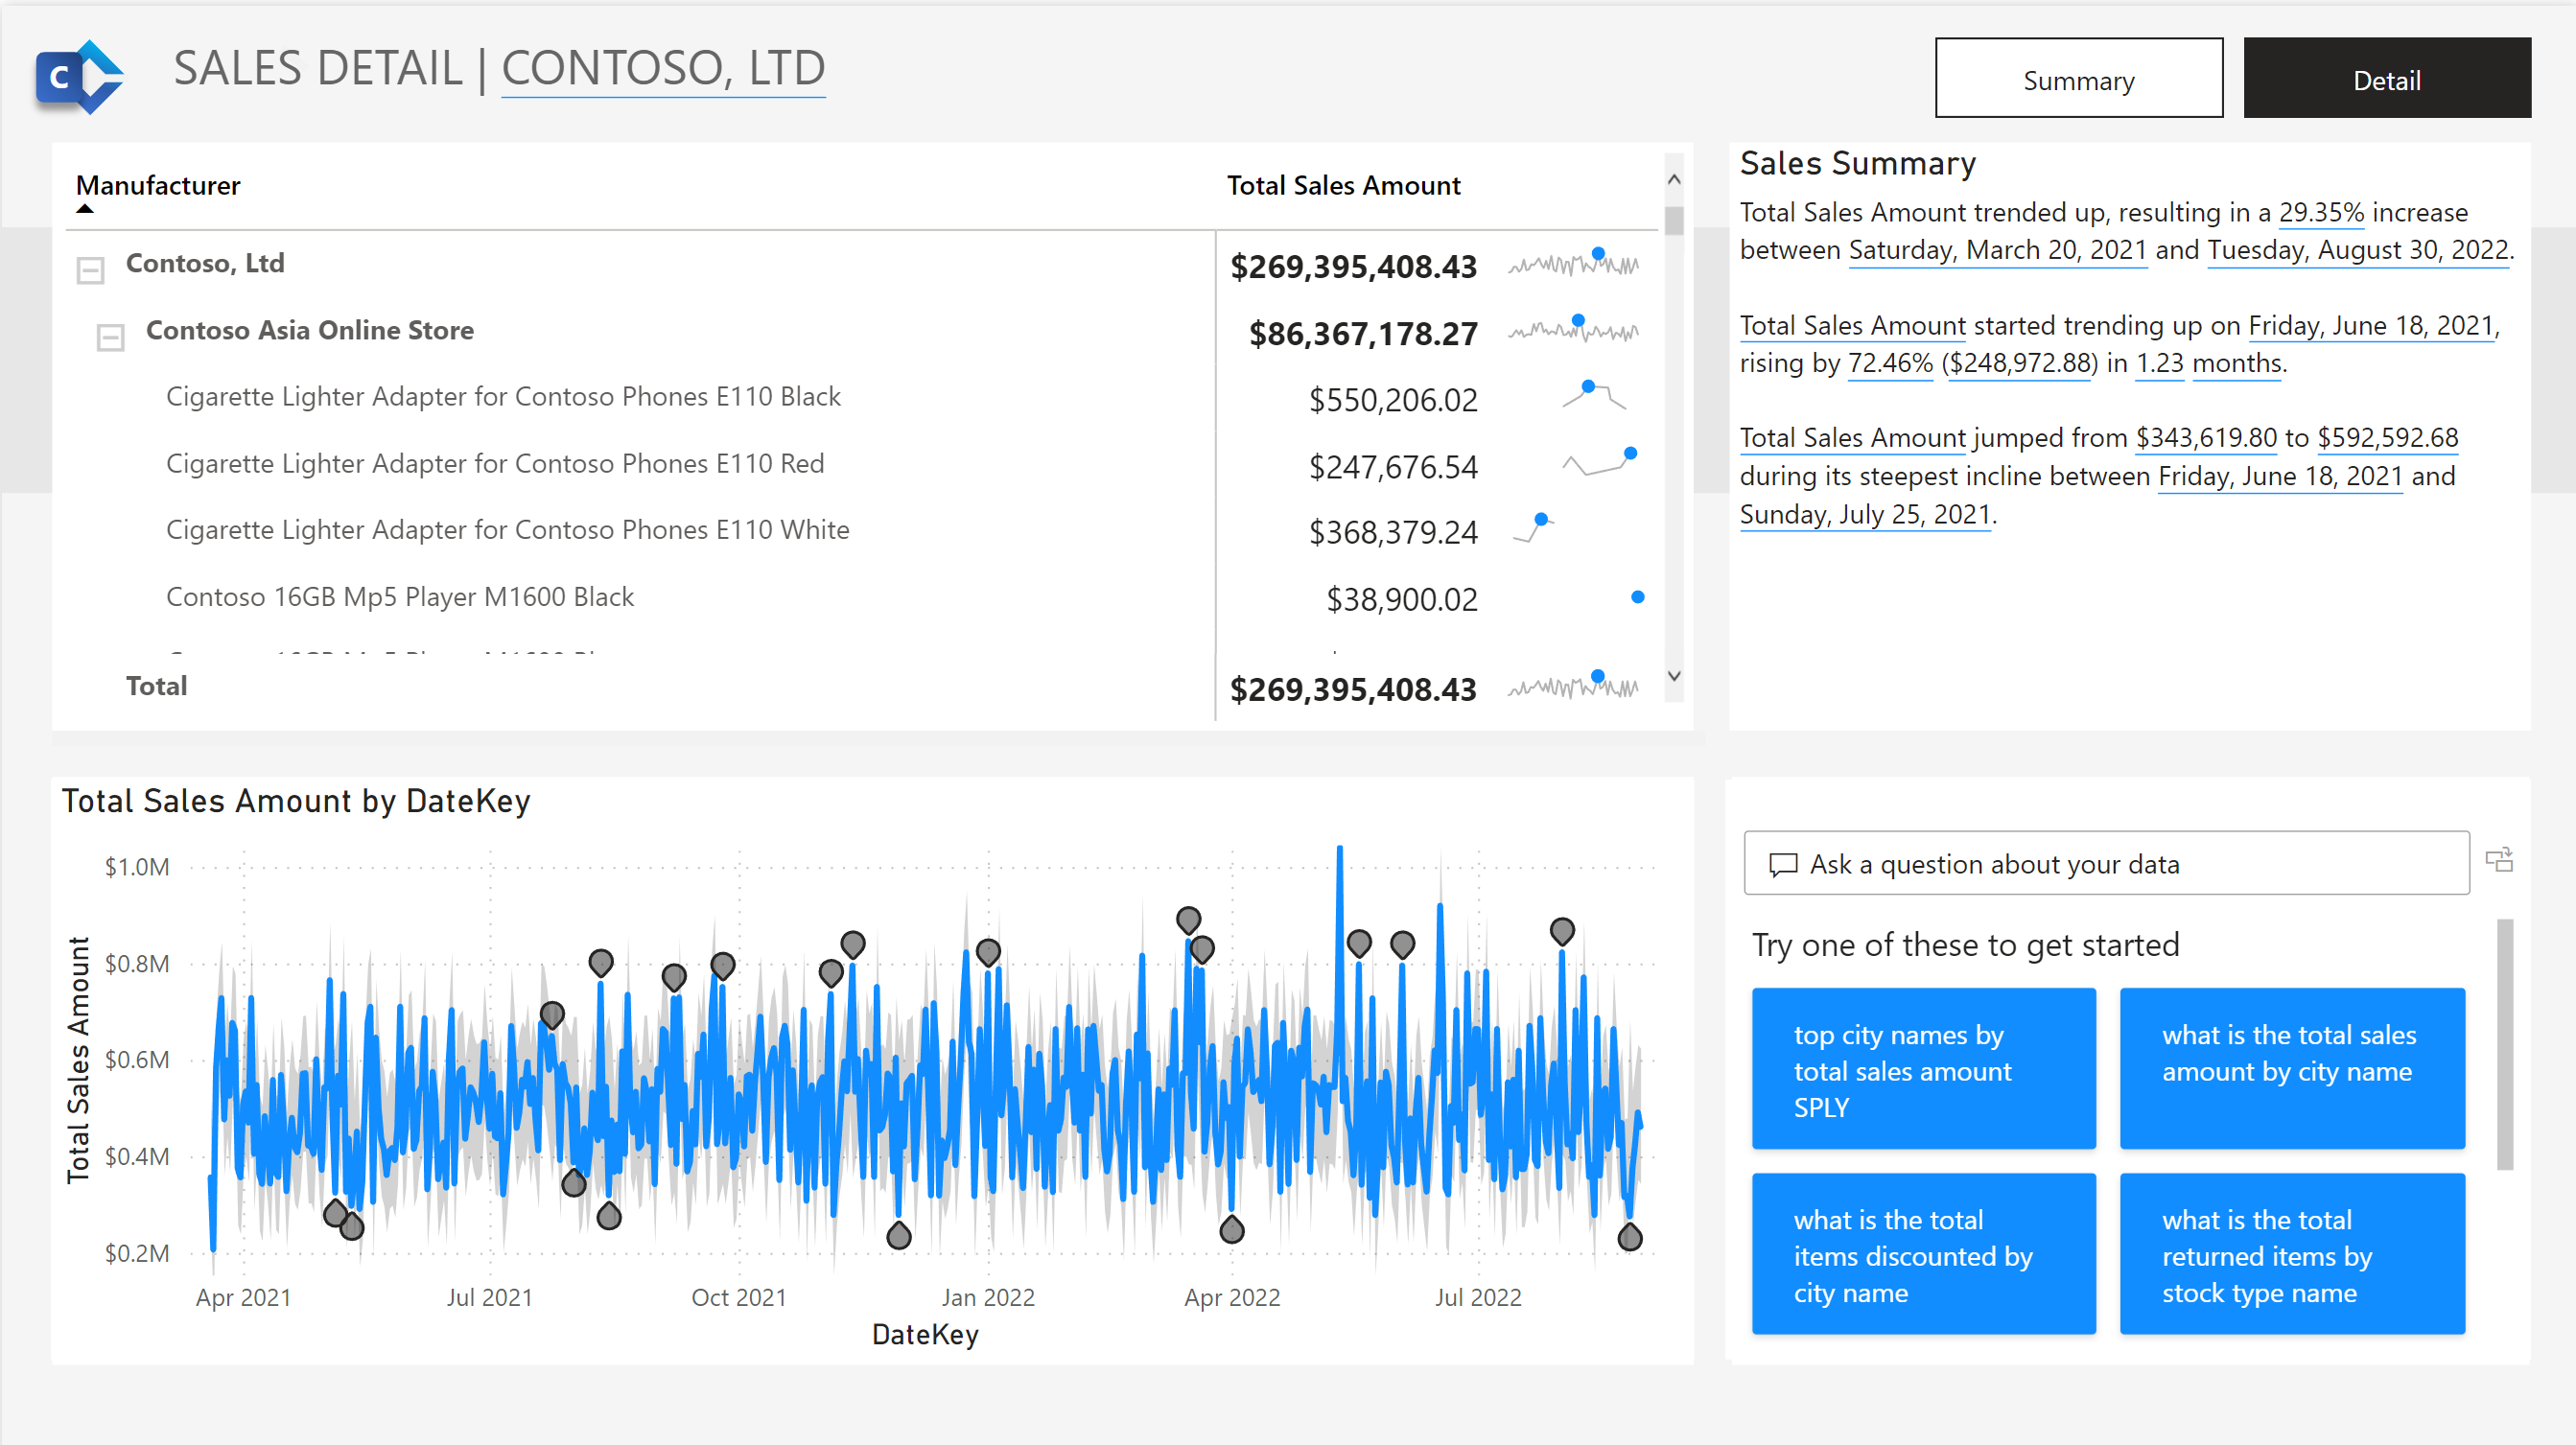 C
SALES DETAIL | CONTOSO, LTD
Summary
Detail
Manufacturer
Total Sales Amount
Contoso, Ltd
$269,395,408.43
Contoso Asia Online Store
$86,367,178.27
Cigarette Lighter Adapter for Contoso Phones E110 Black
$550,206.02
Cigarette Lighter Adapter for Contoso Phones E110 Red
$247,676.54
Cigarette Lighter Adapter for Contoso Phones E110 White
$368,379.24
Contoso 16GB Mp5 Player M1600 Black
$38,900.02
Total
$269,395,408.43
Sales Summary
Total Sales Amount trended up, resulting in a 29.35% increase
between Saturday, March 20, 2021 and Tuesday, August 30, 2022.
Total Sales Amount started trending up on Friday, June 18, 2021,
rising by 72.46% ($248,972.88) in 1.23 months.
Total Sales Amount jumped from $343,619.80 to $592,592.68
during its steepest incline between Friday, June 18, 2021 and
Sunday, July 25, 2021.
Total Sales Amount by DateKey
Total Sales Amount
$1.0M
$0.8M
$0.6M
$0.4M
$0.2M
Apr 2021
Jul 2021
Oct 2021
Jan 2022
Apr 2022
Jul 2022
DateKey
Ask a question about your data
Try one of these to get started
top city names by
total sales amount
SPLY
what is the total sales
amount by city name
what is the total
items discounted by
city name
what is the total
returned items by
stock type name